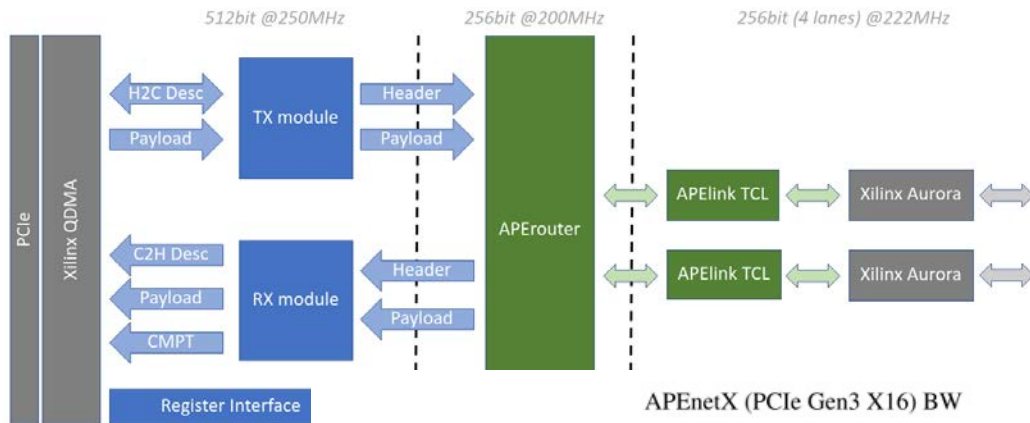 512bit @250MHz
256bit @200MHz
256bit (4 lanes) @222MHz
PCIe
Xilinx QDMA
H2C Desc
Payload
TX module
Header
Payload
C2H Desc
Payload
CMPT
RX module
Header
Payload
APErouter
APElink TCL
Xilinx Aurora
APElink TCL
Xilinx Aurora
Register Interface
APEnetX (PCIe Gen3 X16) BW